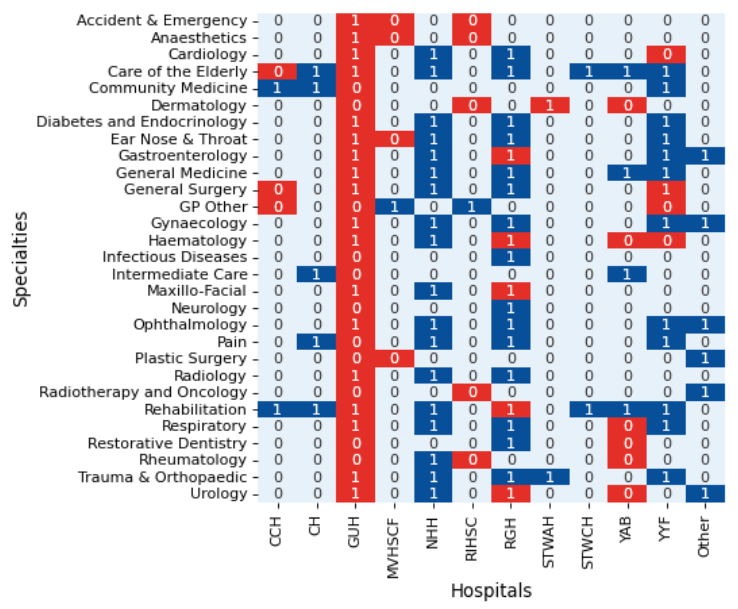 Specialties
Accident & Emergency 0 0 1 0 0 0 0 0 0 0 0 0
Anaesthetics 0 0 1 0 0 0 0 0 0 0 0 0
Cardiology 0 0 1 0 1 0 1 0 0 0 0 0
Care of the Elderly 0 1 1 0 1 0 1 0 1 1 1 0
Community Medicine 1 1 0 0 0 0 0 0 0 0 1 0
Dermatology 0 0 0 0 0 0 0 1 0 0 0 0
Diabetes and Endocrinology 0 0 1 0 1 0 1 0 0 0 1 0
Ear Nose & Throat 0 0 1 0 1 0 1 0 0 0 1 0
Gastroenterology 0 0 1 0 1 0 1 0 0 0 1 1
General Medicine 0 0 1 0 1 0 1 0 0 1 1 0
General Surgery 0 0 1 0 1 0 1 0 0 0 1 0
GP Other 0 0 0 1 0 1 0 0 0 0 0 0
Gynaecology 0 0 1 0 1 0 1 0 0 0 1 1
Haematology 0 0 1 0 1 0 1 0 0 0 0 0
Infectious Diseases 0 0 0 0 0 0 1 0 0 0 0 0
Intermediate Care 0 1 0 0 0 0 0 0 0 1 0 0
Maxillo-Facial 0 0 1 0 1 0 1 0 0 0 0 0
Neurology 0 0 0 0 0 0 1 0 0 0 0 0
Ophthalmology 0 0 1 0 1 0 1 0 0 0 1 1
Pain 0 1 0 0 1 0 1 0 0 0 1 0
Plastic Surgery 0 0 0 0 0 0 0 0 0 0 0 1
Radiology 0 0 1 0 1 0 1 0 0 0 0 0
Radiotherapy and Oncology 0 0 0 0 0 0 0 0 0 0 0 1
Rehabilitation 1 1 1 0 1 0 1 0 1 1 1 0
Respiratory 0 0 1 0 1 0 1 0 0 0 1 0
Restorative Dentistry 0 0 0 0 0 0 1 0 0 0 0 0
Rheumatology 0 0 0 0 1 0 0 0 0 0 0 0
Trauma & Orthopaedic 0 0 1 0 1 0 1 1 0 0 1 0
Urology 0 0 1 0 1 0 1 0 0 0 0 1
CCH CH GUH MVHSCF NHH RIHSC RGH STWAH STWCH YAB YYF Other
Hospitals